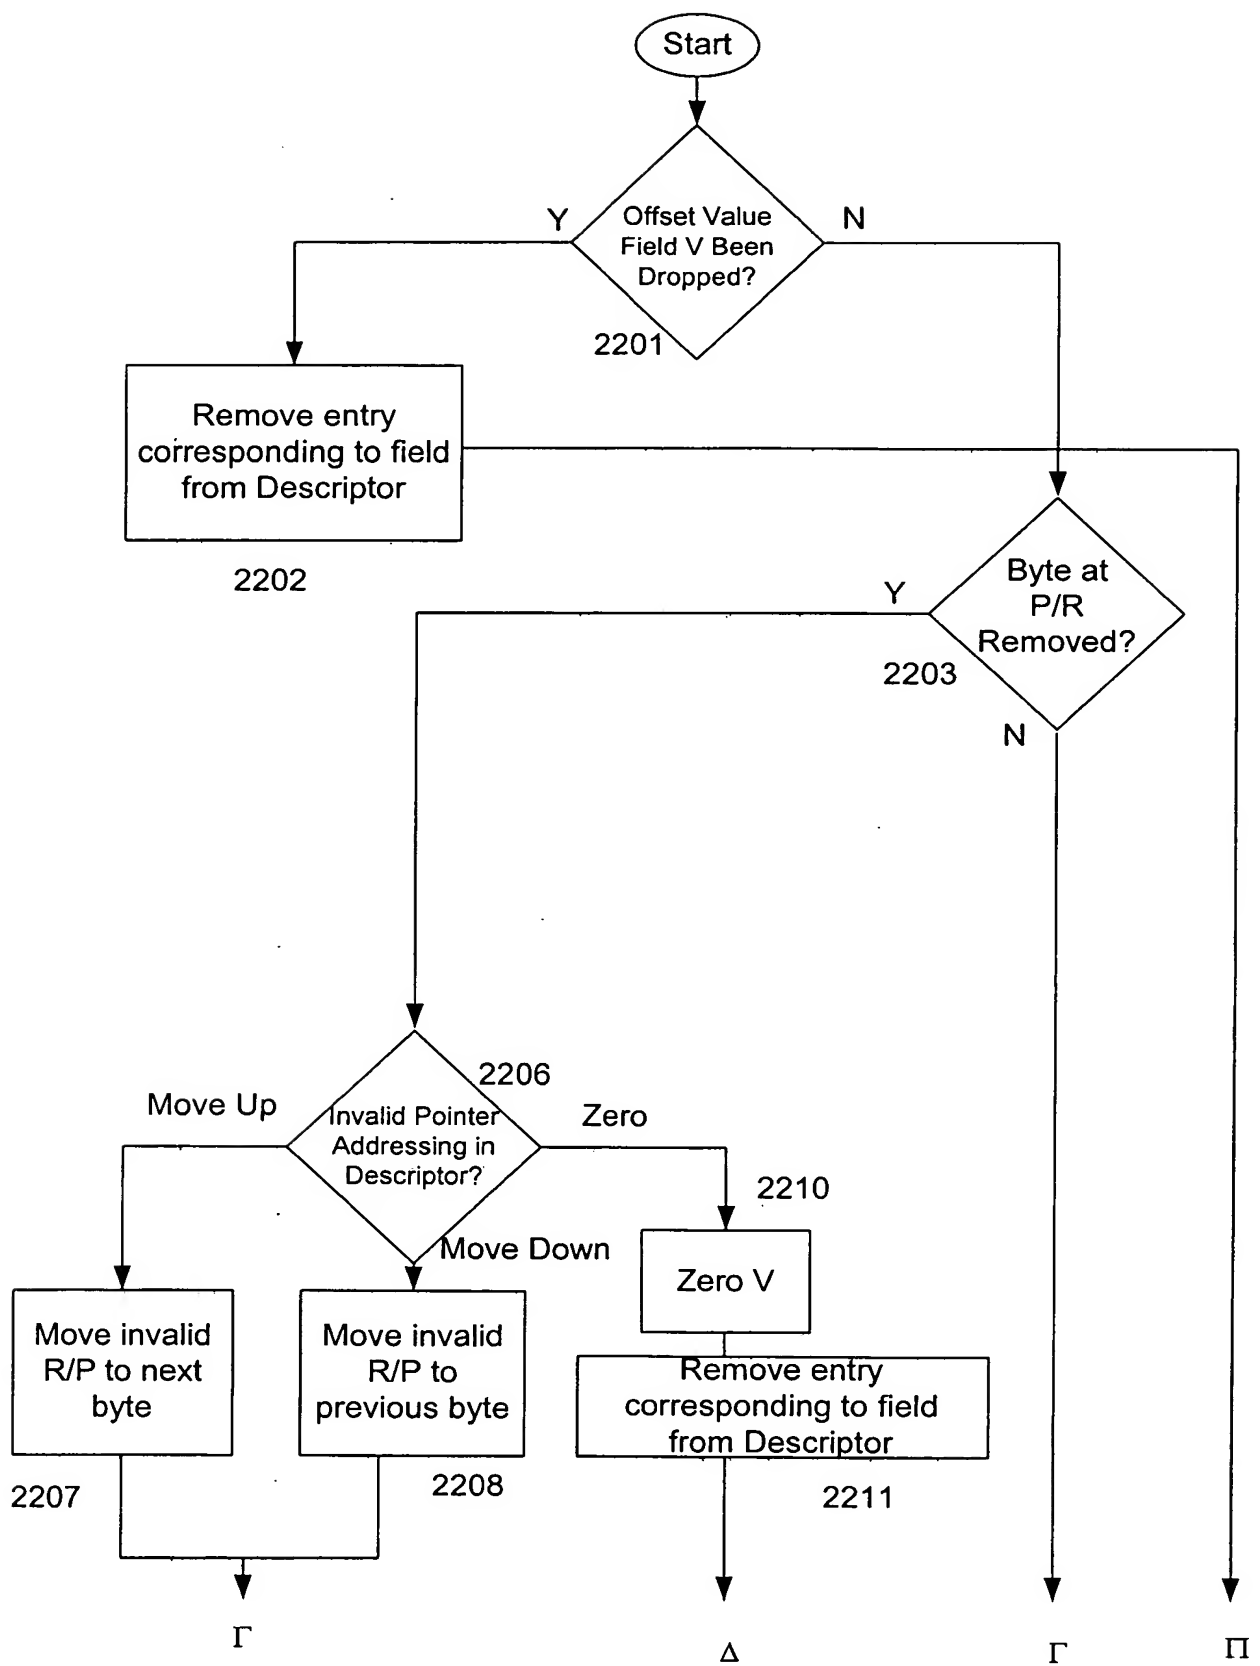 Start
Y
N
Offset Value
Field V Been
Dropped?
2201
Remove entry
corresponding to field
from Descriptor
2202
Byte at
P/R
Removed?
Y
2203
N
2206
Move Up
Invalid Pointer
Addressing in
Descriptor?
Zero
2210
Move Down
Zero V
Move invalid
R/P to next
byte
Move invalid
R/P to
previous byte
Remove entry
corresponding to field
from Descriptor
2207
2208
2211
Γ
Δ
Γ
Π